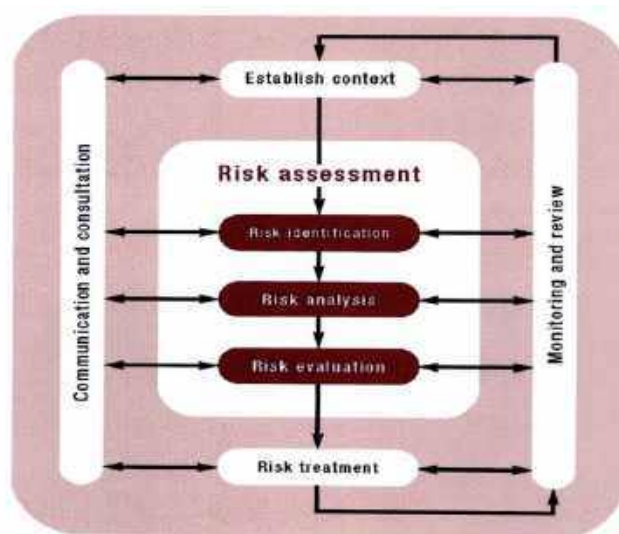 Establish context
Communication and consultation
Monitoring and review
Risk assessment
Risk identification
Risk analysis
Risk evaluation
Risk treatment